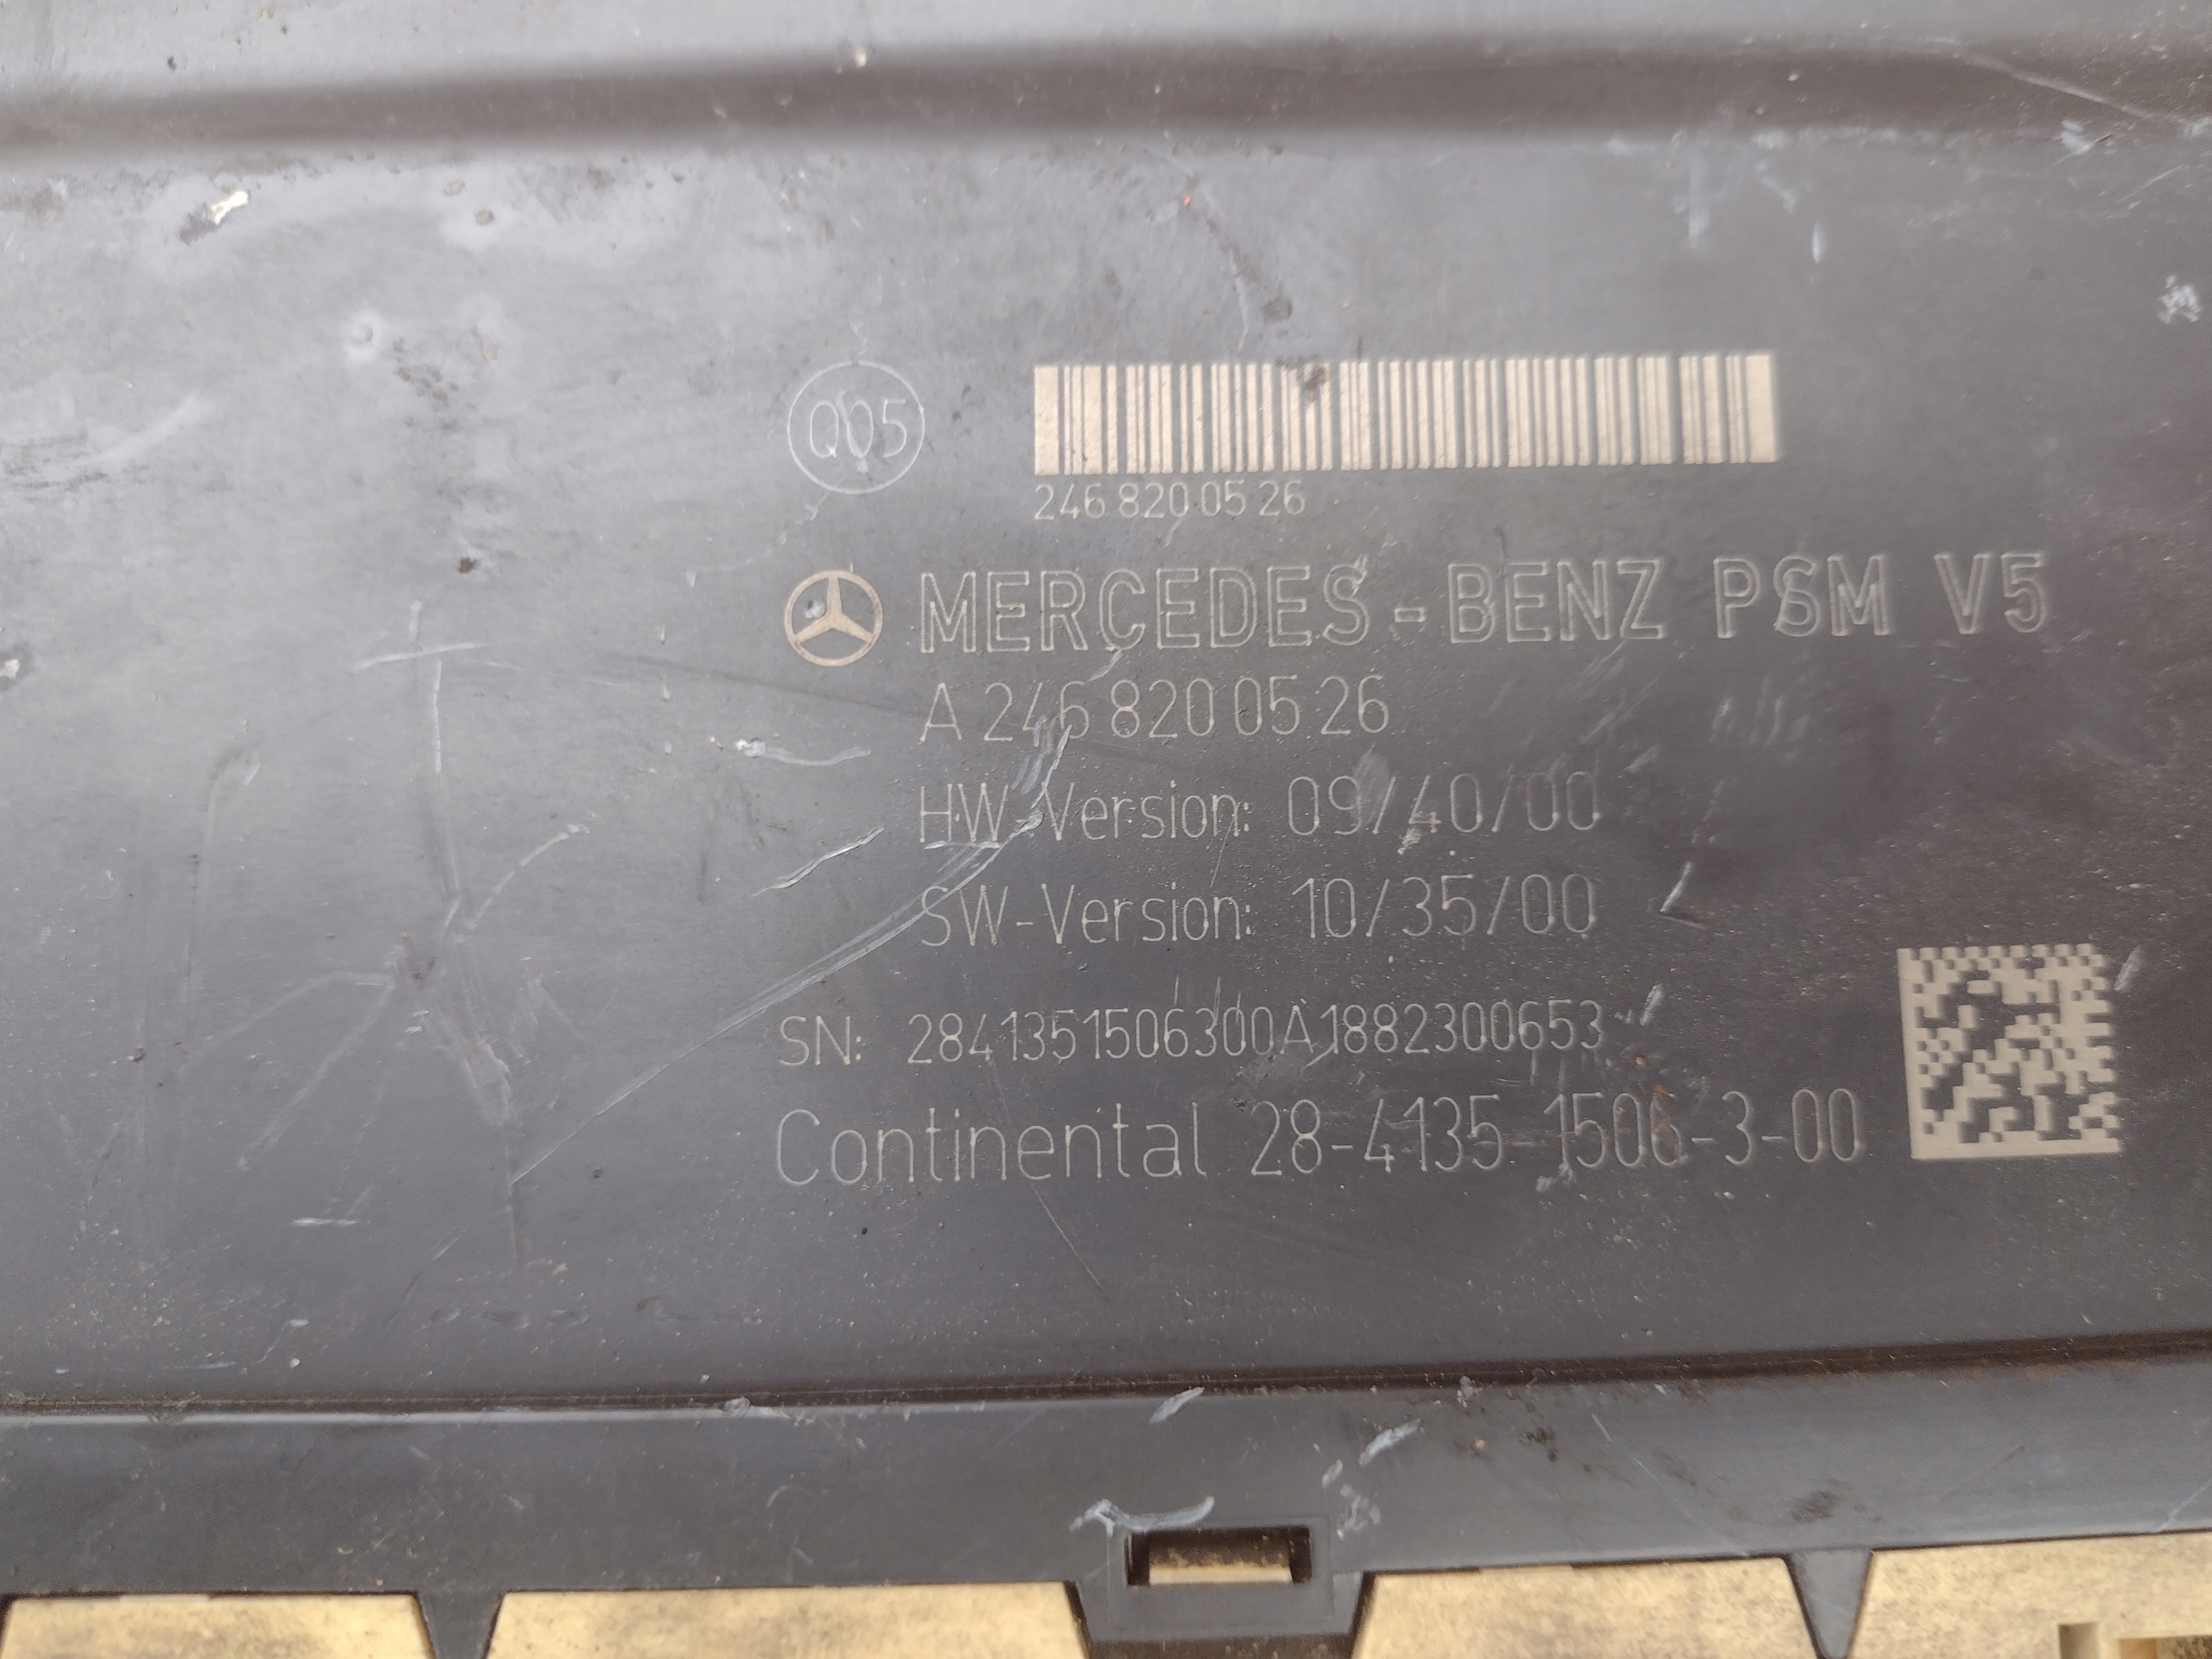 Q05
246 820 05 26
MERCEDES-BENZ PSM V5
A 246 820 05 26
HW-Version: 09/40/00
SW-Version: 10/35/00
SN: 2841351506300A1882300653
Continental 28-4135-1506-3-00